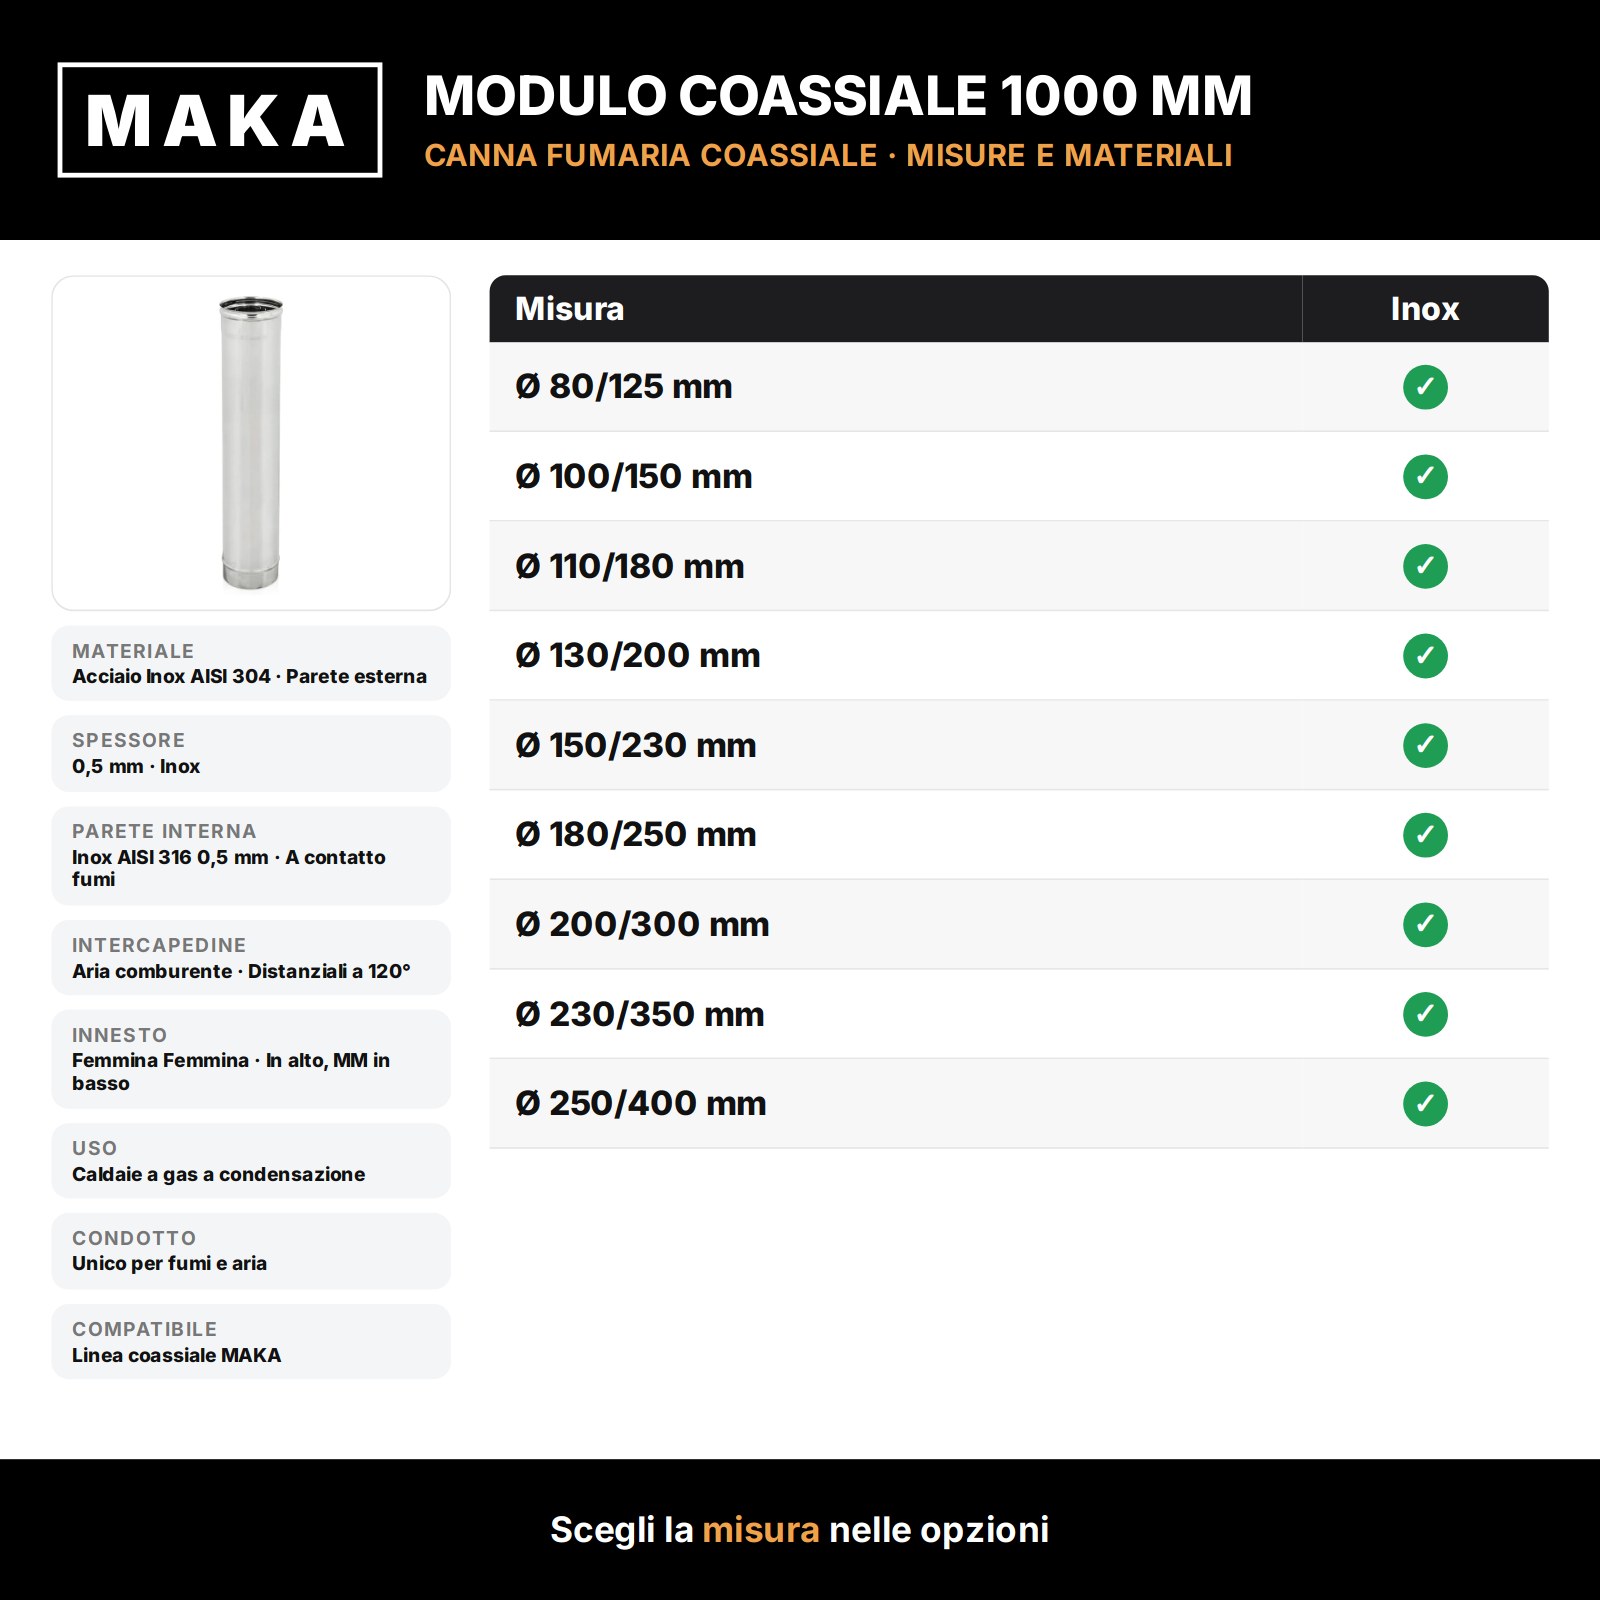 MAKA
MODULO COASSIALE 1000 MM
CANNA FUMARIA COASSIALE · MISURE E MATERIALI
MATERIALE
Acciaio Inox AISI 304 · Parete esterna
SPESSORE
0,5 mm · Inox
PARETE INTERNA
Inox AISI 316 0,5 mm · A contatto
fumi
INTERCAPEDINE
Aria comburente · Distanziali a 120°
INNESTO
Femmina Femmina · In alto, MM in
basso
USO
Caldaie a gas a condensazione
CONDOTTO
Unico per fumi e aria
COMPATIBILE
Linea coassiale MAKA
Misura Inox
Ø 80/125 mm ✓
Ø 100/150 mm ✓
Ø 110/180 mm ✓
Ø 130/200 mm ✓
Ø 150/230 mm ✓
Ø 180/250 mm ✓
Ø 200/300 mm ✓
Ø 230/350 mm ✓
Ø 250/400 mm ✓
Scegli la misura nelle opzioni